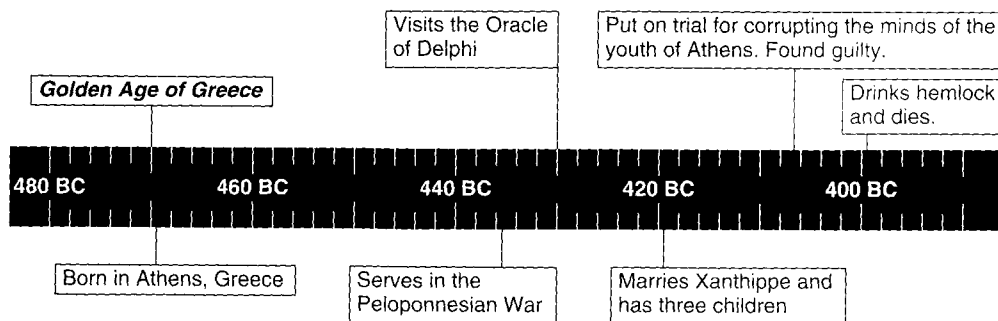 Visits the Oracle
of Delphi
Put on trial for corrupting the minds of the
youth of Athens. Found guilty.
Golden Age of Greece
Drinks hemlock
and dies.
480 BC 460 BC 440 BC 420 BC 400 BC
Born in Athens, Greece
Serves in the
Peloponnesian War
Marries Xanthippe and
has three children